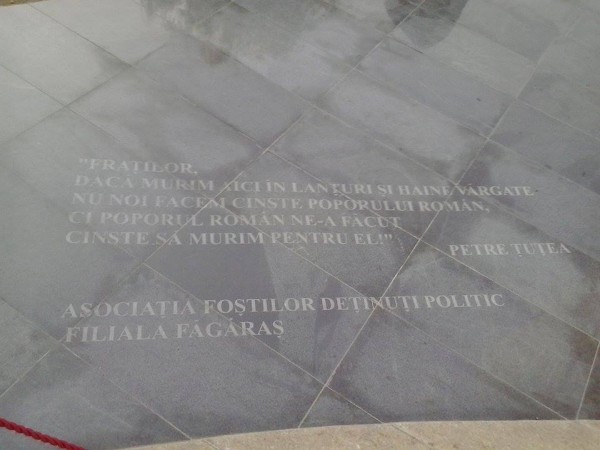 "FRAȚILOR,
DACĂ MURIM AICI ÎN LANȚURI ȘI HAINE VĂRGATE
NU NOI FACEM CINSTE POPORULUI ROMÂN,
CI POPORUL ROMÂN NE-A FĂCUT
CINSTE SĂ MURIM PENTRU EL!"
PETRE ȚUȚEA
ASOCIAȚIA FOȘTILOR DEȚINUȚI POLITIC
FILIALA FĂGĂRAȘ